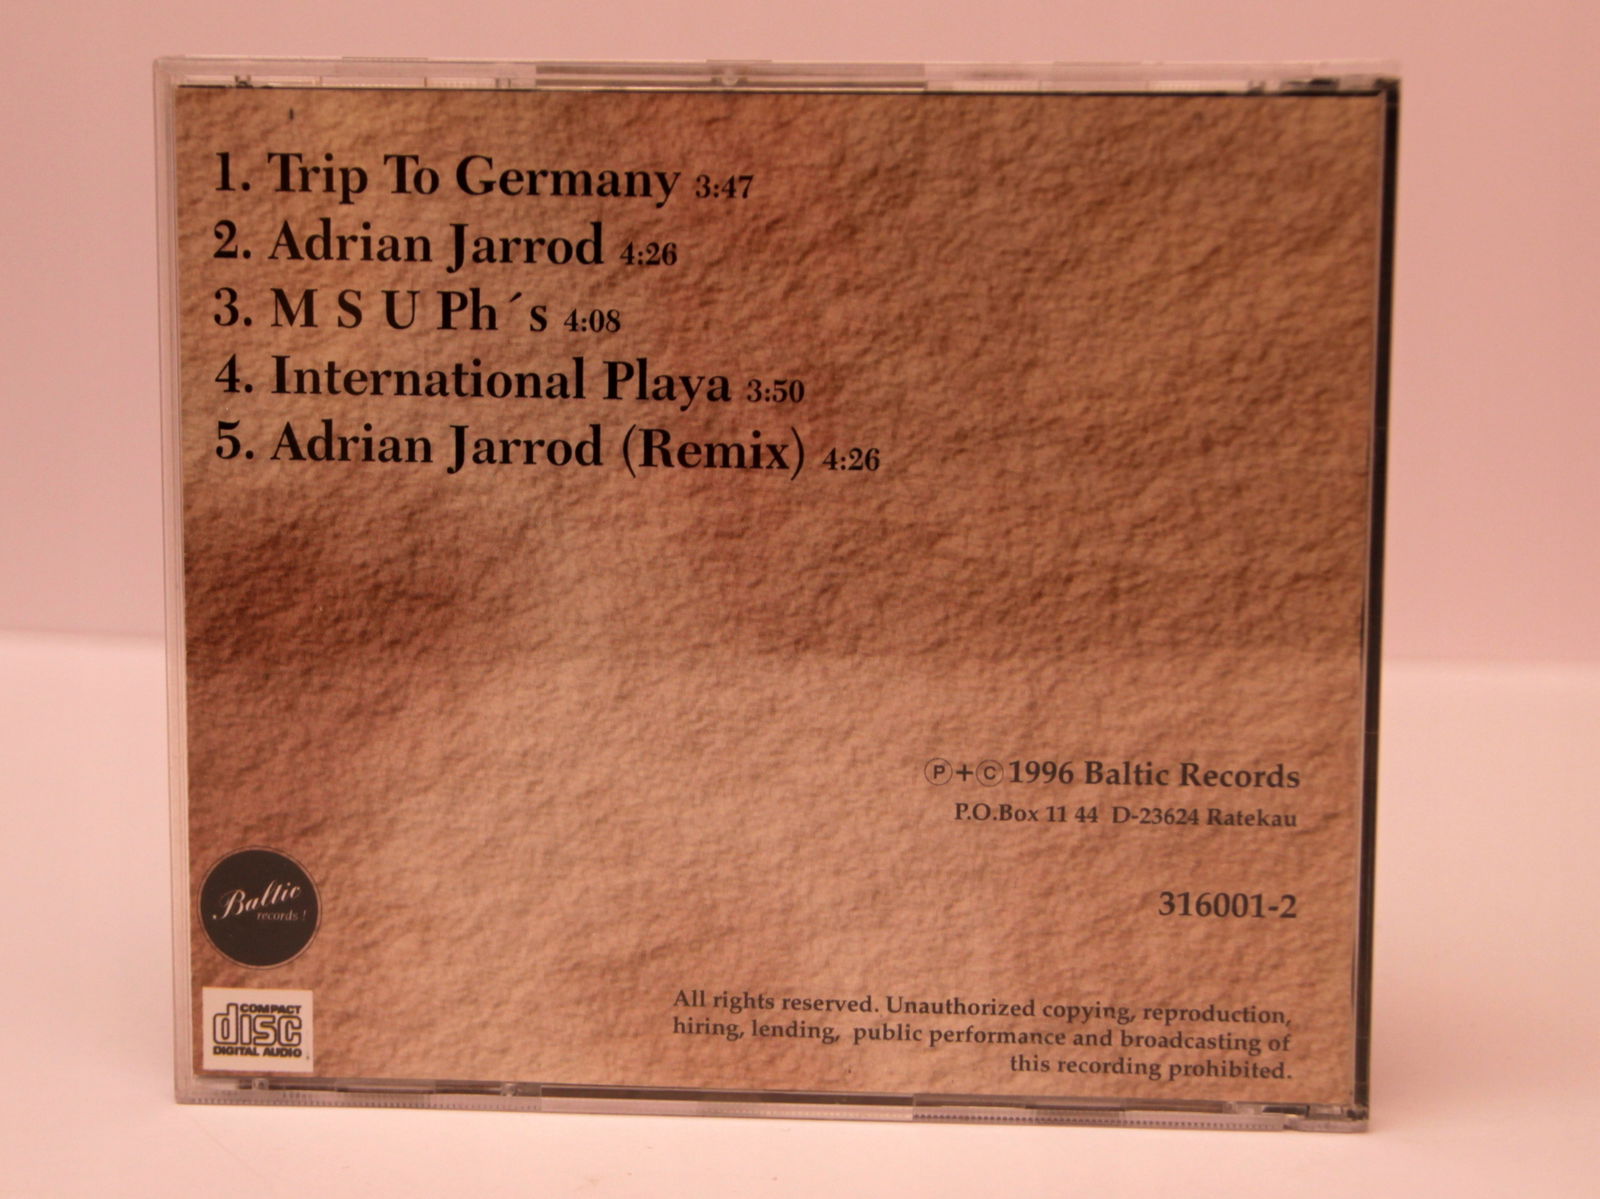 1. Trip To Germany 3:47
2. Adrian Jarrod 4:26
3. M S U Ph´s 4:08
4. International Playa 3:50
5. Adrian Jarrod (Remix) 4:26
Ⓟ+Ⓒ1996 Baltic Records
P.O.Box 11 44 D-23624 Ratekau
Baltic
records !
316001-2
COMPACT
disc
DIGITAL AUDIO
All rights reserved. Unauthorized copying, reproduction,
hiring, lending, public performance and broadcasting of
this recording prohibited.